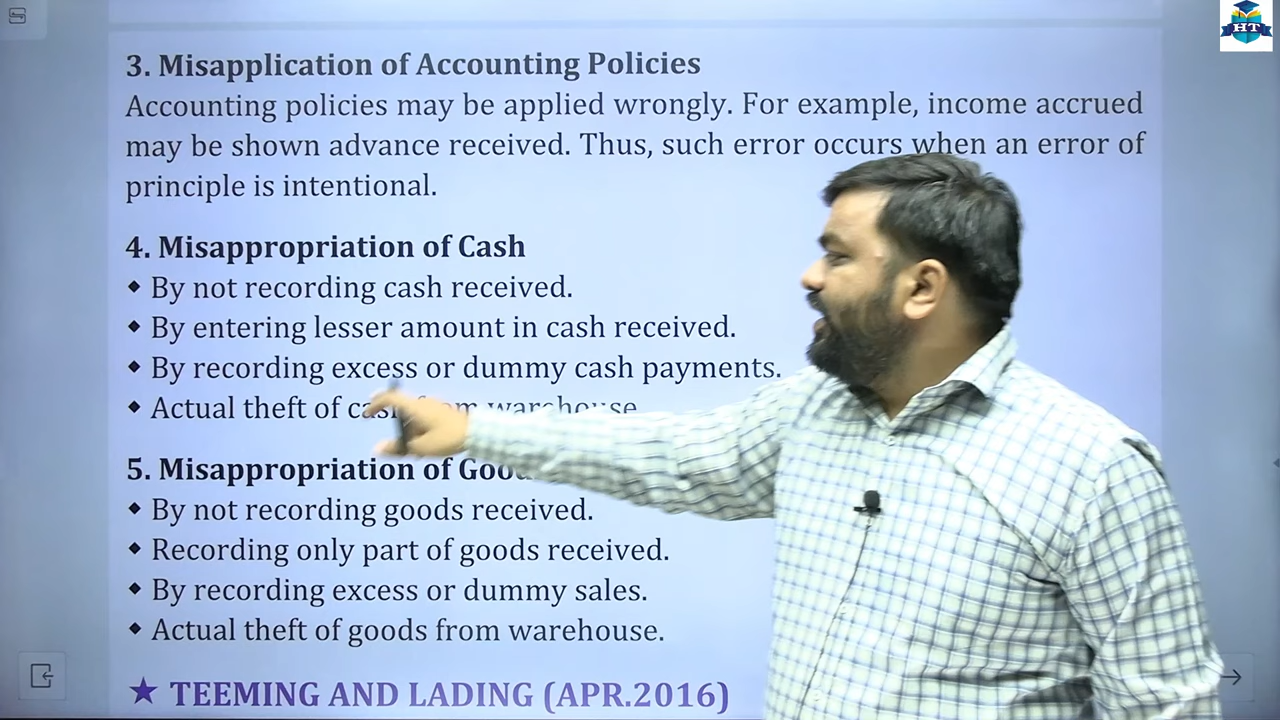 HT
3. Misapplication of Accounting Policies
Accounting policies may be applied wrongly. For example, income accrued
may be shown advance received. Thus, such error occurs when an error of
principle is intentional.
4. Misappropriation of Cash
◆ By not recording cash received.
◆ By entering lesser amount in cash received.
◆ By recording excess or dummy cash payments.
◆ Actual theft of cash from warehouse
5. Misappropriation of Goo
◆ By not recording goods received.
◆ Recording only part of goods received.
◆ By recording excess or dummy sales.
◆ Actual theft of goods from warehouse.
★ TEEMING AND LADING (APR.2016)